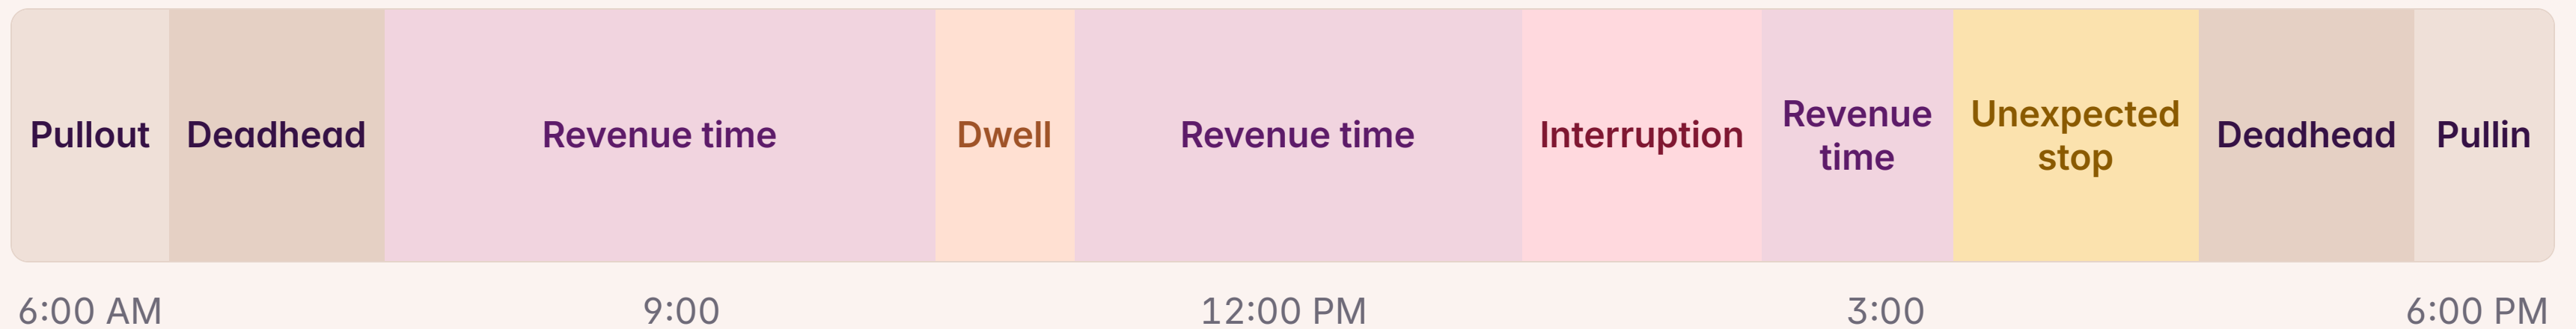 Pullout
Deadhead
Revenue time
Dwell
Revenue time
Interruption
Revenue
time
Unexpected
stop
Deadhead
Pullin
6:00 AM
9:00
12:00 PM
3:00
6:00 PM